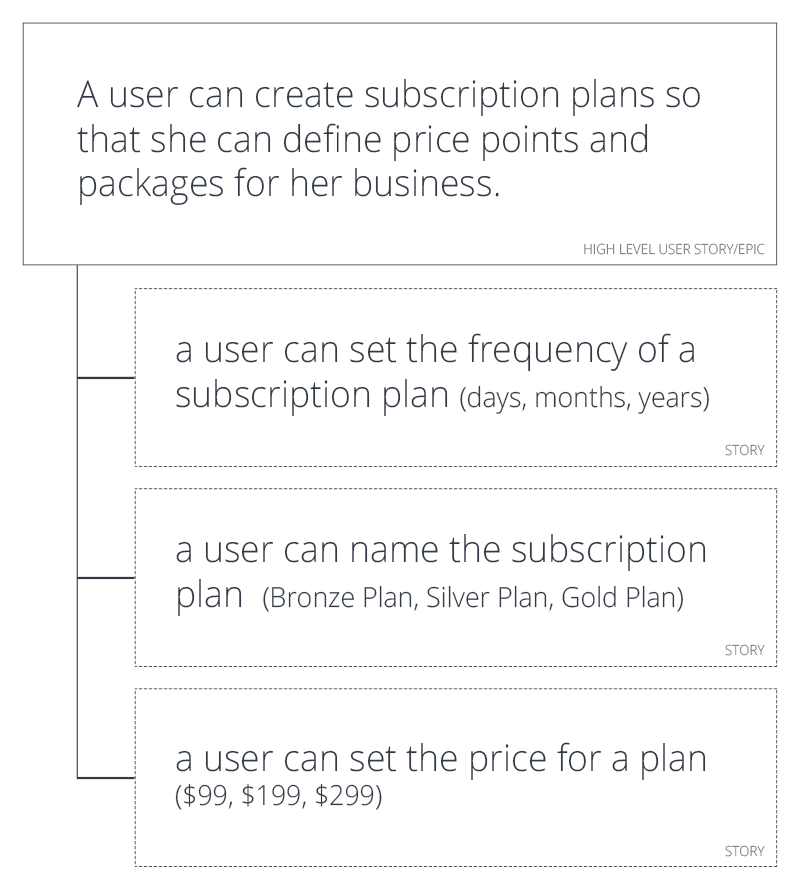 A user can create subscription plans so
that she can define price points and
packages for her business.
HIGH LEVEL USER STORY/EPIC
a user can set the frequency of a
subscription plan (days, months, years)
STORY
a user can name the subscription
plan (Bronze Plan, Silver Plan, Gold Plan)
STORY
a user can set the price for a plan
($99, $199, $299)
STORY